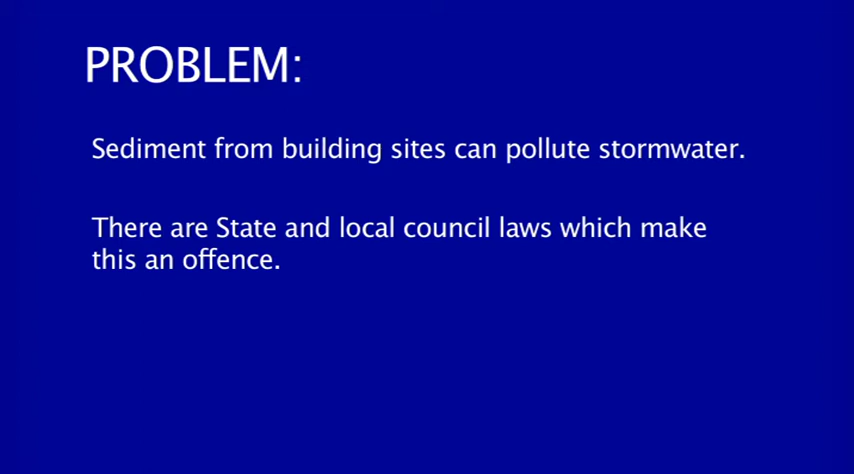 PROBLEM:
Sediment from building sites can pollute stormwater.
There are State and local council laws which make
this an offence.